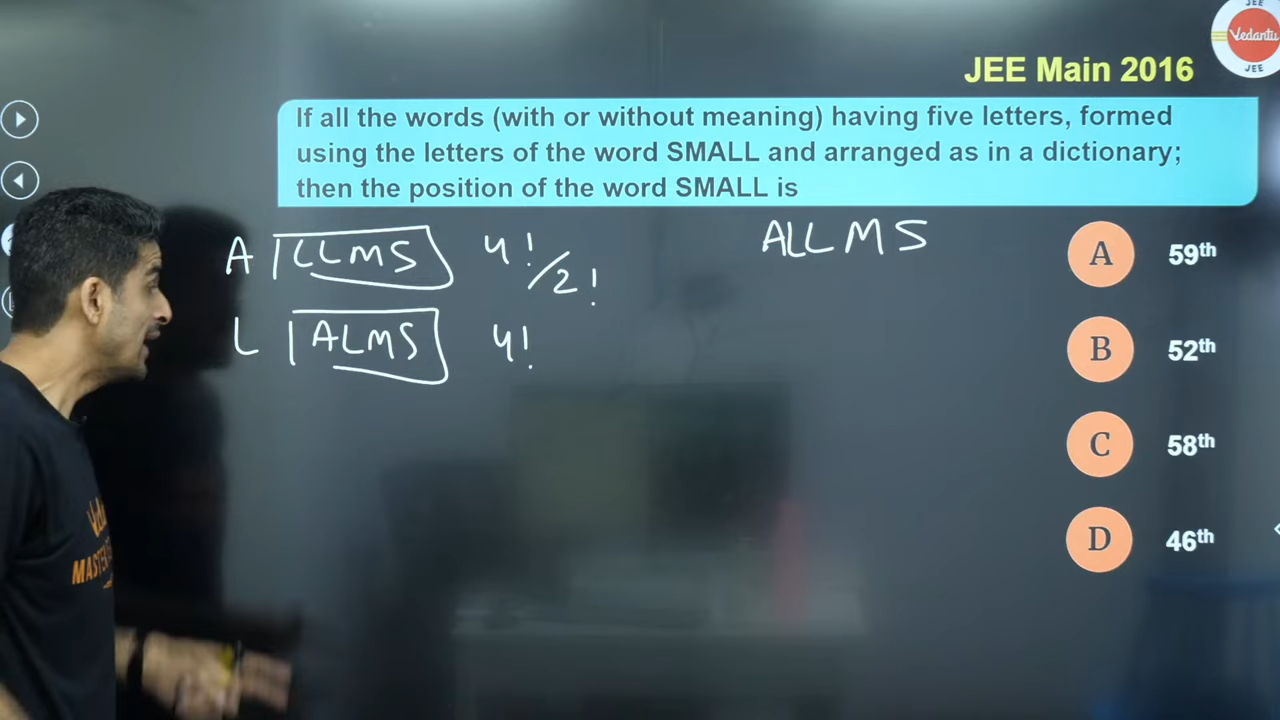 JEE
Vedantu
JEE
JEE Main 2016
If all the words (with or without meaning) having five letters, formed
using the letters of the word SMALL and arranged as in a dictionary;
then the position of the word SMALL is
A LLMS 4!/2!
ALLMS
L ALMS 4!
A 59th
B 52th
C 58th
D 46th